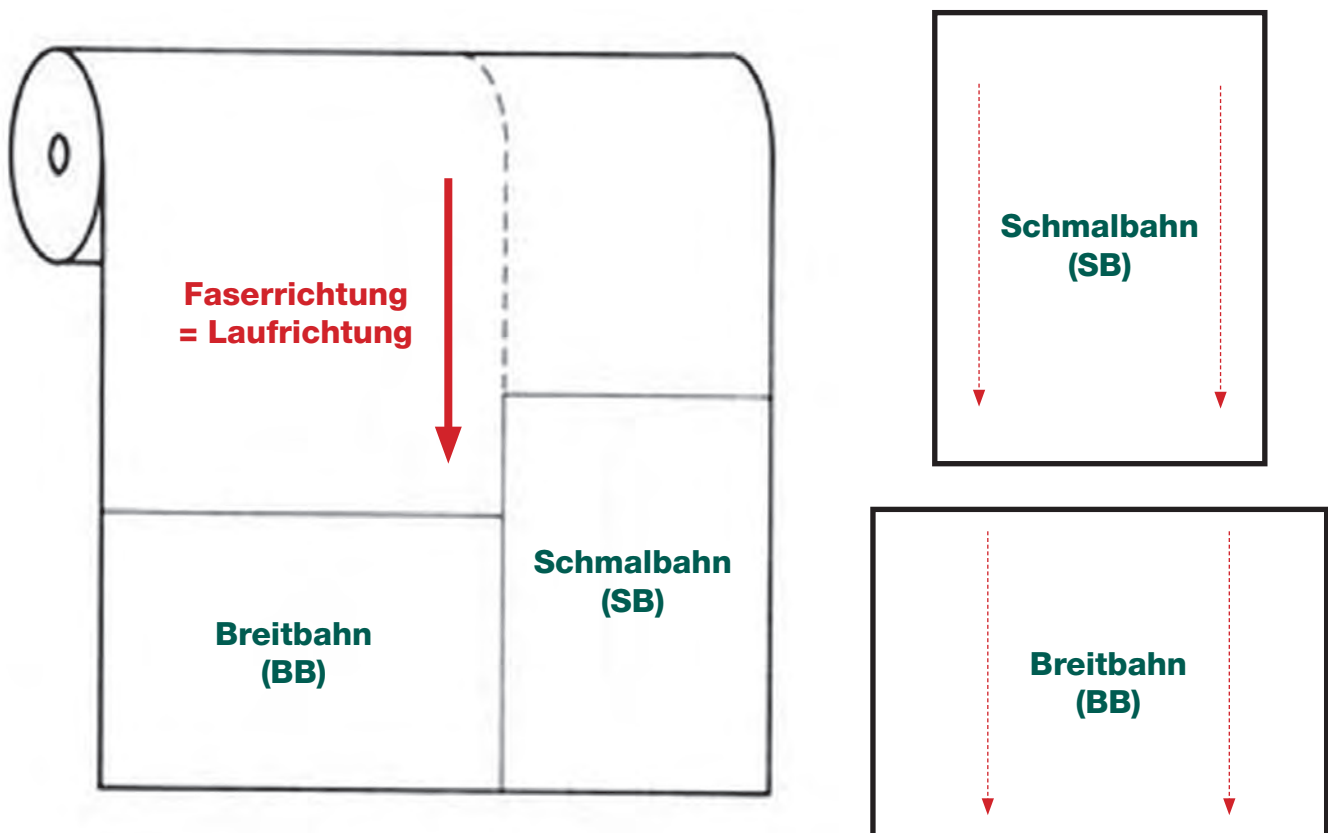 Faserrichtung
= Laufrichtung
Breitbahn
(BB)
Schmalbahn
(SB)
Schmalbahn
(SB)
Breitbahn
(BB)